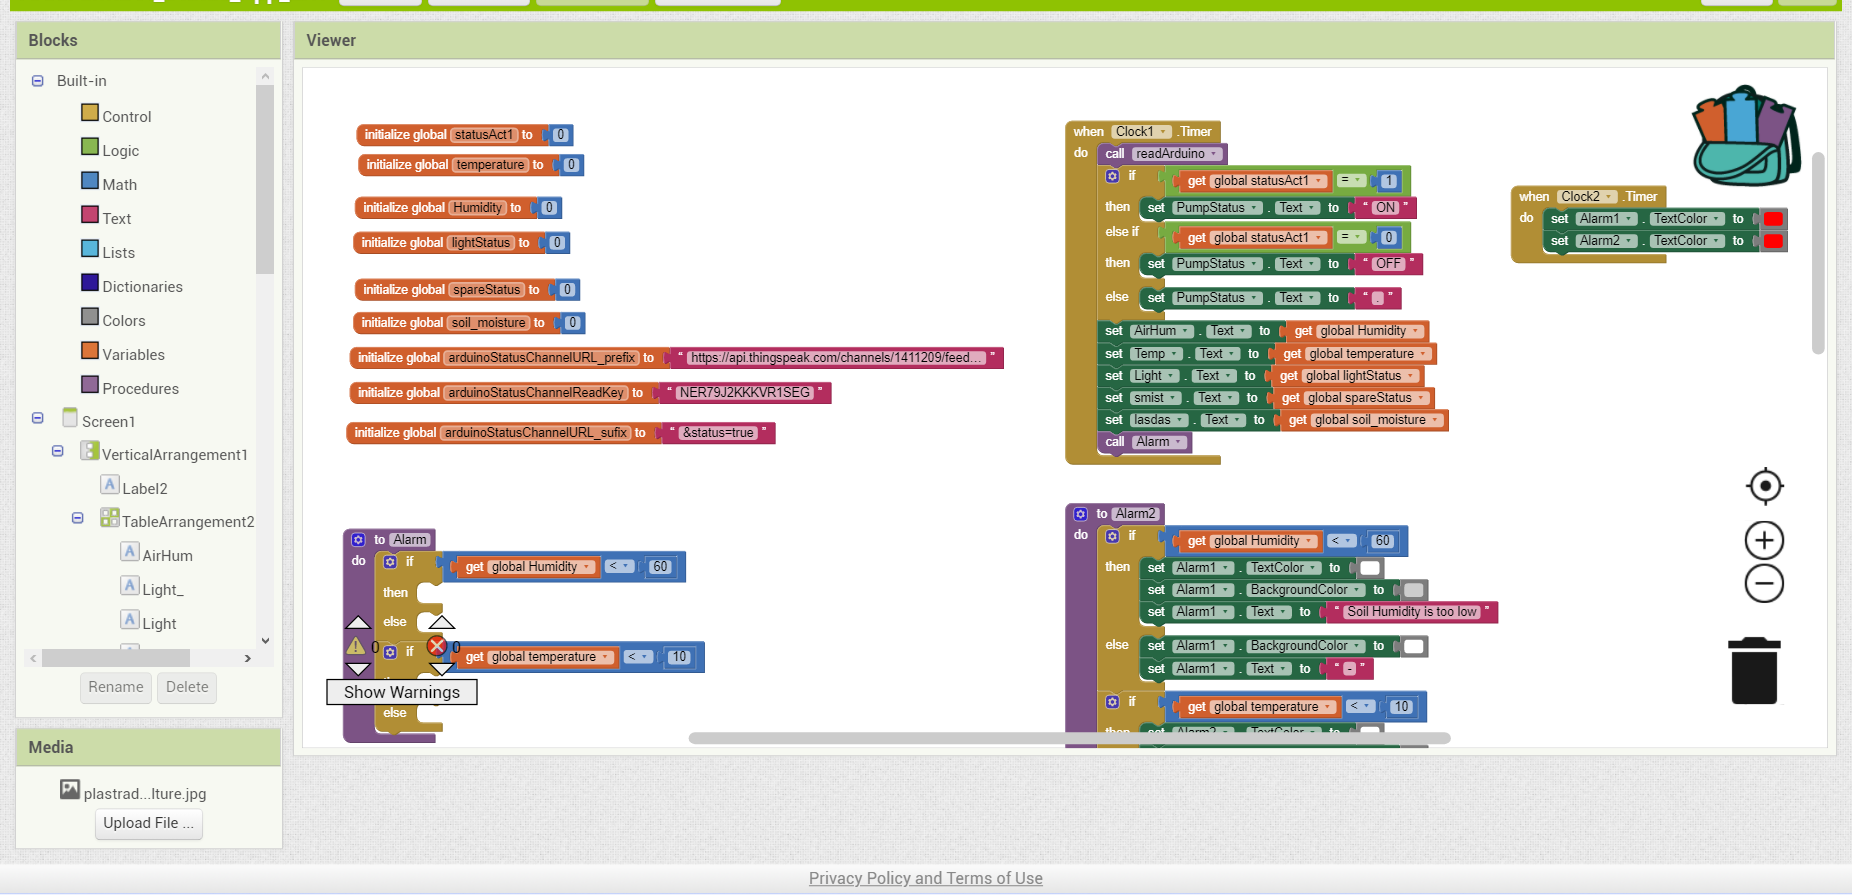 Blocks
Viewer
Built-in
Control
Logic
Math
Text
Lists
Dictionaries
Colors
Variables
Procedures
Screen1
VerticalArrangement1
Label2
TableArrangement2
AirHum
Light_
Light
Rename Delete
Media
plastrad...lture.jpg
Upload File ...
initialize global statusAct1 to 0
initialize global temperature to 0
initialize global Humidity to 0
initialize global lightStatus to 0
initialize global spareStatus to 0
initialize global soil_moisture to 0
initialize global arduinoStatusChannelURL_prefix to " https://api.thingspeak.com/channels/1411209/feed... "
initialize global arduinoStatusChannelReadKey to " NER79J2KKKVR1SEG "
initialize global arduinoStatusChannelURL_sufix to " &status=true "
to Alarm
do if get global Humidity < 60
then
else
if get global temperature < 10
else
0 0
Show Warnings
when Clock1 .Timer
do call readArduino
if get global statusAct1 = 1
then set PumpStatus . Text to " ON "
else if get global statusAct1 = 0
then set PumpStatus . Text to " OFF "
else set PumpStatus . Text to " . "
set AirHum . Text to get global Humidity
set Temp . Text to get global temperature
set Light . Text to get global lightStatus
set smist . Text to get global spareStatus
set lasdas . Text to get global soil_moisture
call Alarm
when Clock2 .Timer
do set Alarm1 . TextColor to
set Alarm2 . TextColor to
to Alarm2
do if get global Humidity < 60
then set Alarm1 . TextColor to
set Alarm1 . BackgroundColor to
set Alarm1 . Text to " Soil Humidity is too low "
else set Alarm1 . BackgroundColor to
set Alarm1 . Text to " - "
if get global temperature < 10
then set Alarm2 . TextColor to
Privacy Policy and Terms of Use